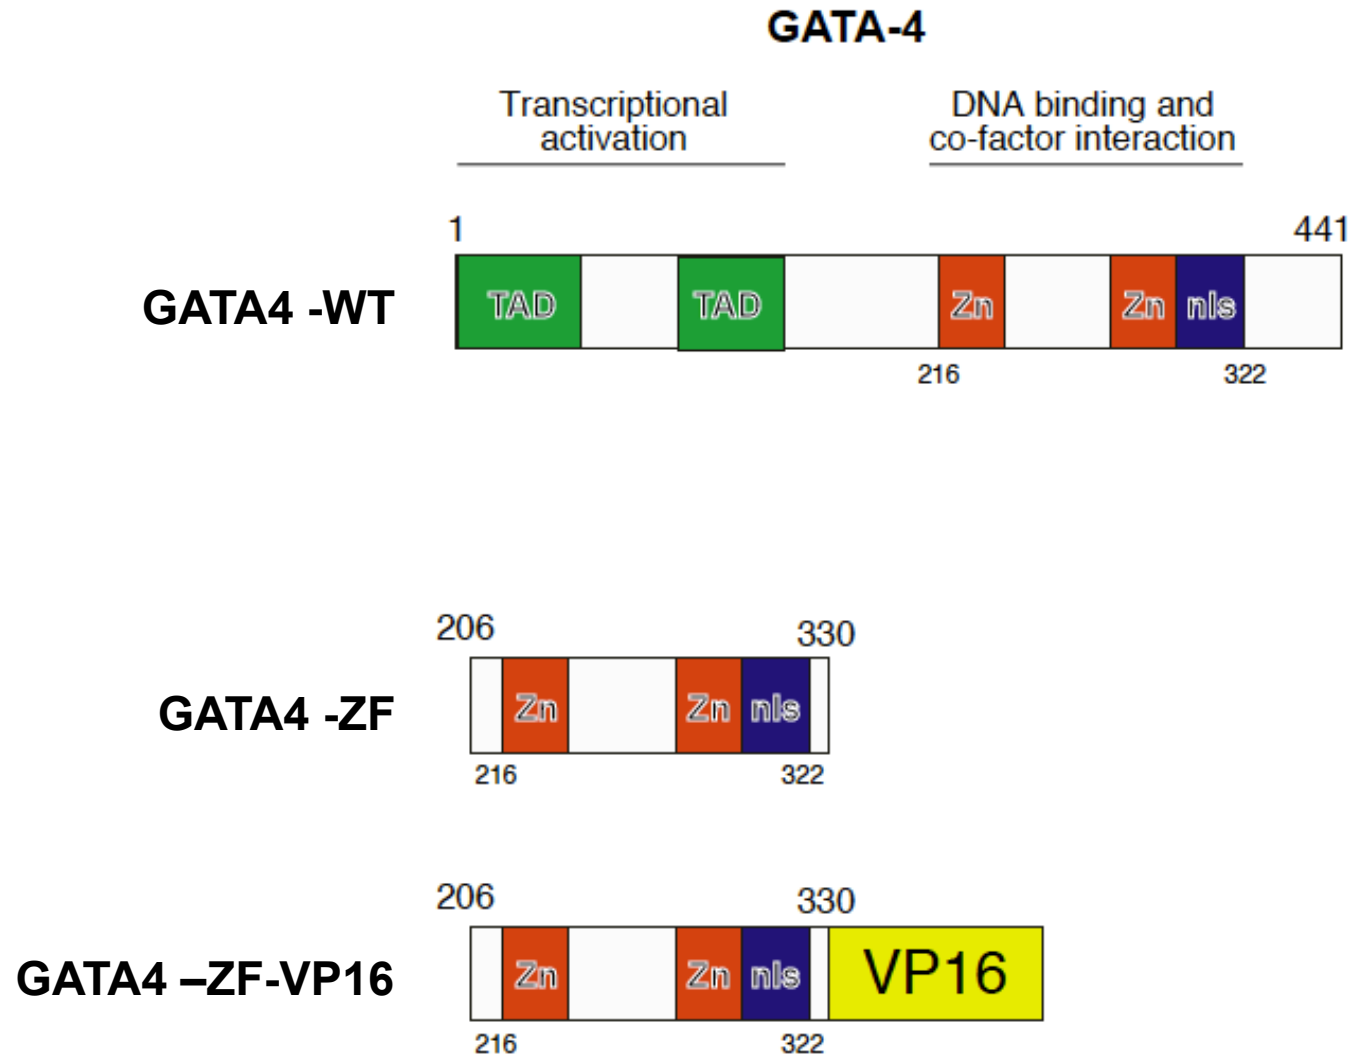 GATA-4
Transcriptional
activation
DNA binding and
co-factor interaction
1
441
GATA4 -WT
TAD
TAD
Zn
Zn
nls
216
322
206
330
GATA4 -ZF
Zn
Zn
nls
216
322
206
330
GATA4 –ZF-VP16
Zn
Zn
nls
VP16
216
322